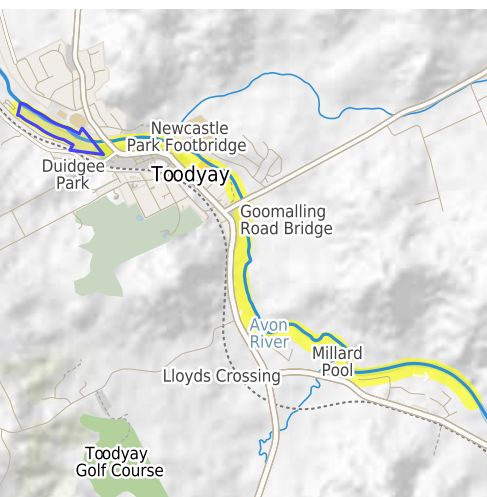 Newcastle
Park Footbridge
Duidgee
Park
Toodyay
Goomalling
Road Bridge
Avon
River
Millard
Pool
Lloyds Crossing
Toodyay
Golf Course